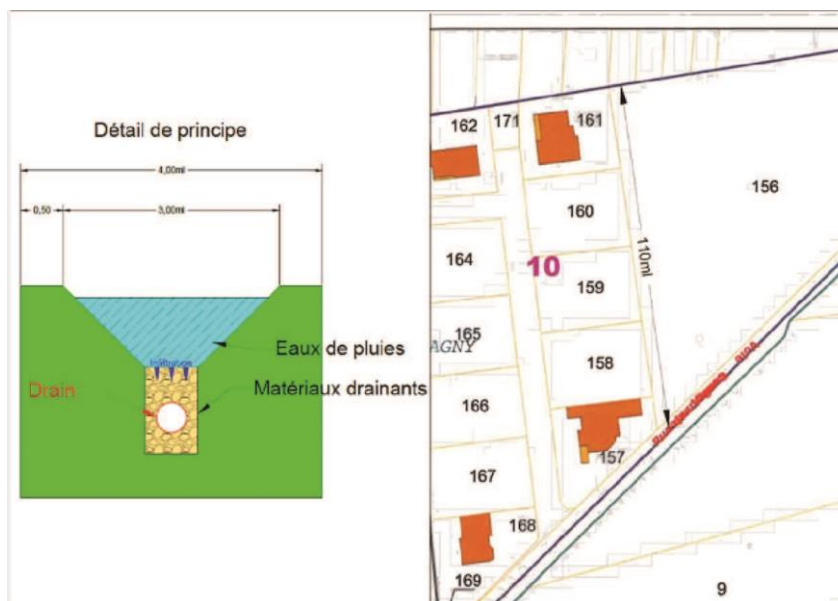 Détail de principe
4,00ml
0,50
3,00ml
Infiltration
Eaux de pluies
Drain
Matériaux drainants
162
171
161
156
160
164
10
110ml
159
165
AGNY
158
166
157
167
168
169
9